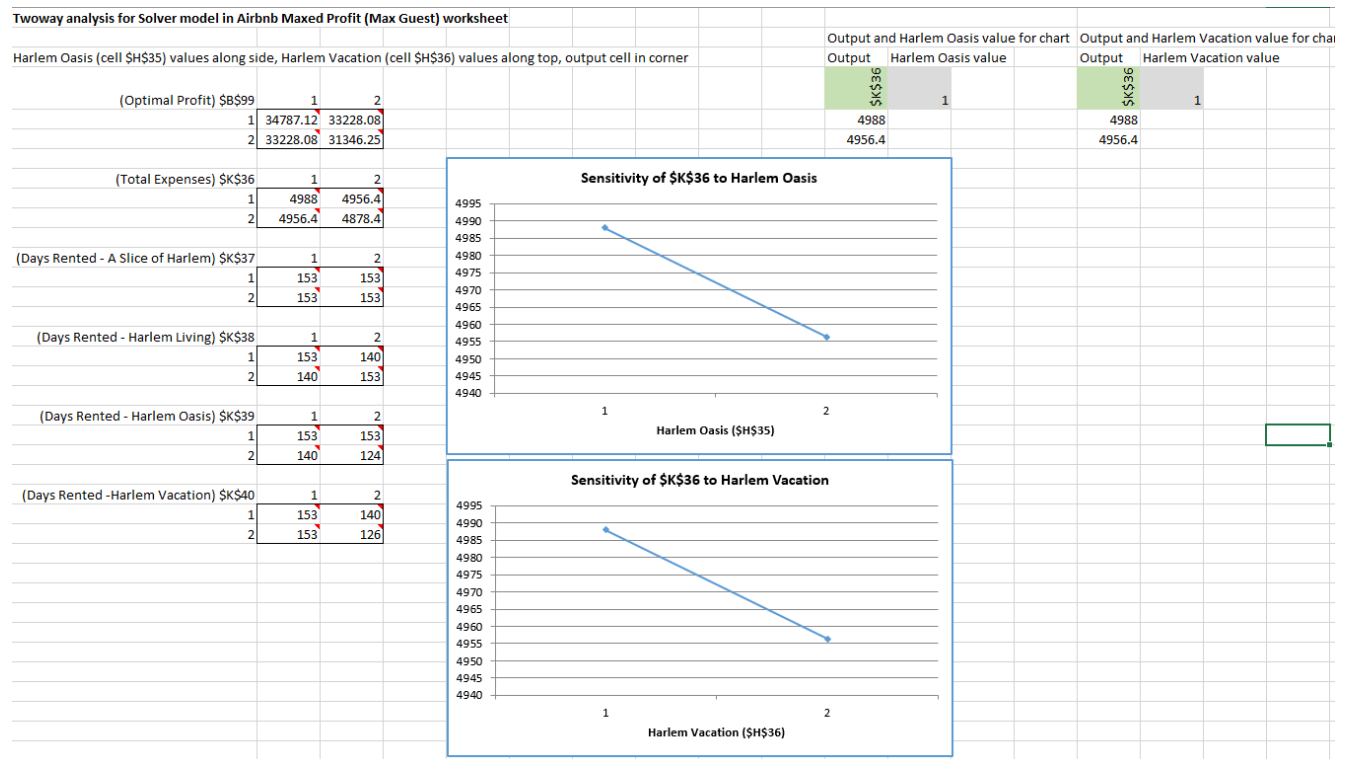 Twoway analysis for Solver model in Airbnb Maxed Profit (Max Guest) worksheet
Output and Harlem Oasis value for chart Output and Harlem Vacation value for char
Harlem Oasis (cell $H$35) values along side, Harlem Vacation (cell $H$36) values along top, output cell in corner
Output Harlem Oasis value Output Harlem Vacation value
(Optimal Profit) $B$99 1 2 $K$36 1 $K$36 1
1 34787.12 33228.08 4988 4988
2 33228.08 31346.25 4956.4 4956.4
(Total Expenses) $K$36 1 2
1 4988 4956.4
2 4956.4 4878.4
(Days Rented - A Slice of Harlem) $K$37 1 2
1 153 153
2 153 153
(Days Rented - Harlem Living) $K$38 1 2
1 153 140
2 140 153
(Days Rented - Harlem Oasis) $K$39 1 2
1 153 153
2 140 124
(Days Rented -Harlem Vacation) $K$40 1 2
1 153 140
2 153 126
Sensitivity of $K$36 to Harlem Oasis
4995
4990
4985
4980
4975
4970
4965
4960
4955
4950
4945
4940
1 2
Harlem Oasis ($H$35)
Sensitivity of $K$36 to Harlem Vacation
4995
4990
4985
4980
4975
4970
4965
4960
4955
4950
4945
4940
1 2
Harlem Vacation ($H$36)